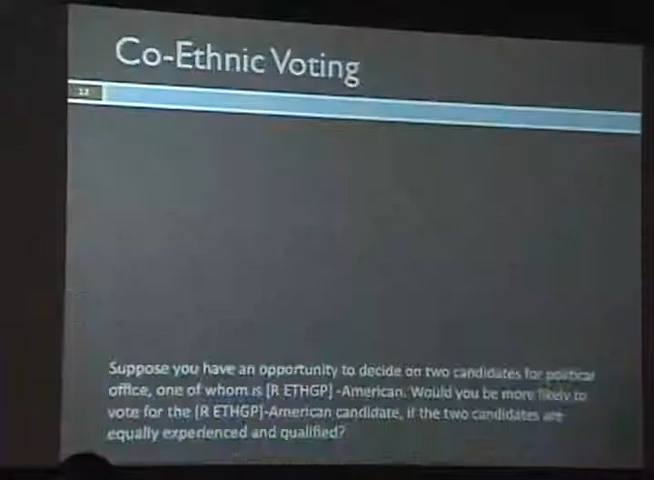 Co-Ethnic Voting
12
Suppose you have an opportunity to decide on two candidates for political
office, one of whom is [R ETHGP] -American. Would you be more likely to
vote for the [R ETHGP]-American candidate, if the two candidates are
equally experienced and qualified?